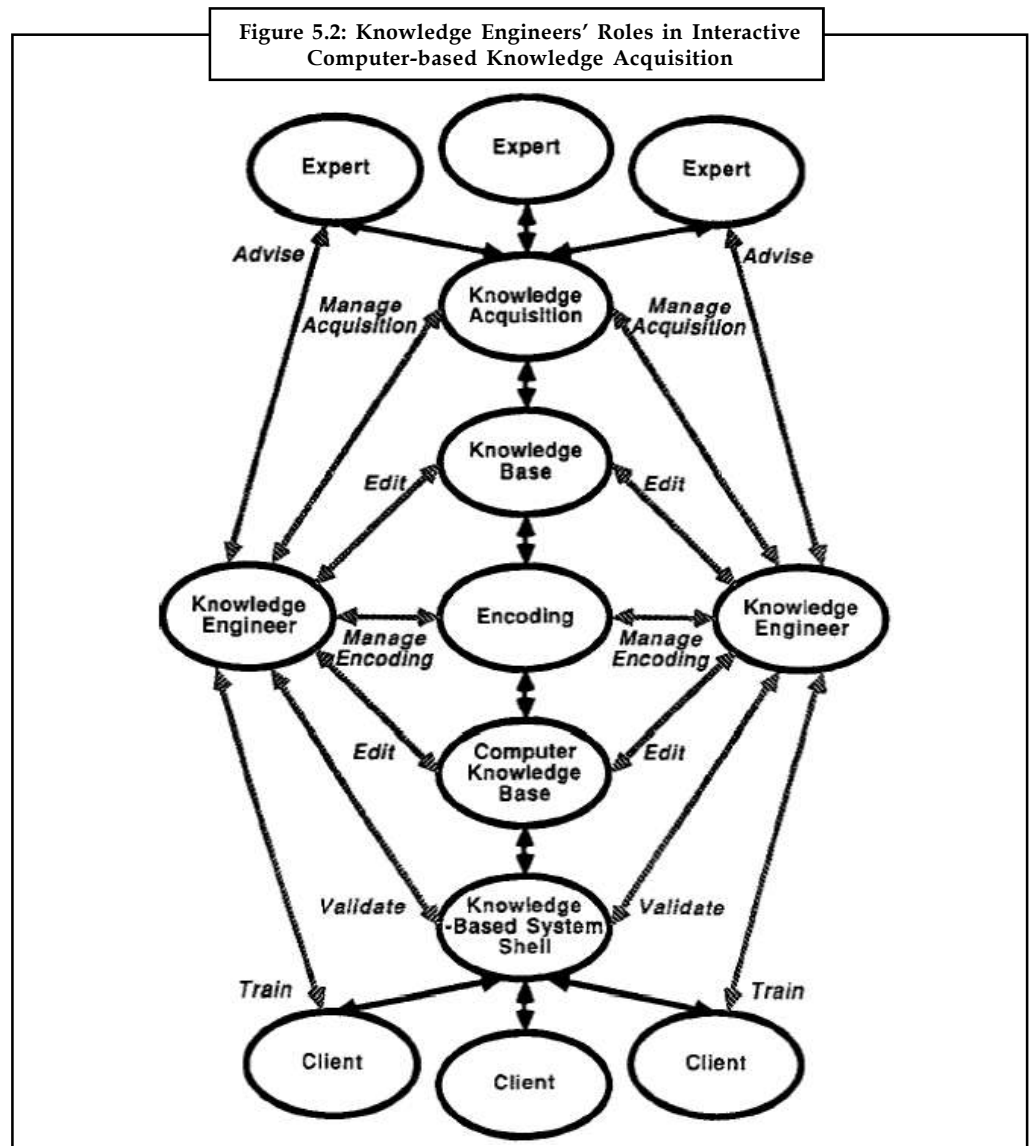 Figure 5.2: Knowledge Engineers' Roles in Interactive
Computer-based Knowledge Acquisition
Expert
Expert
Expert
Advise
Advise
Manage
Acquisition
Knowledge
Acquisition
Manage
Acquisition
Knowledge
Base
Edit
Edit
Knowledge
Engineer
Encoding
Knowledge
Engineer
Manage
Encoding
Manage
Encoding
Edit
Computer
Knowledge
Base
Edit
Validate
Knowledge
-Based System
Shell
Validate
Train
Train
Client
Client
Client